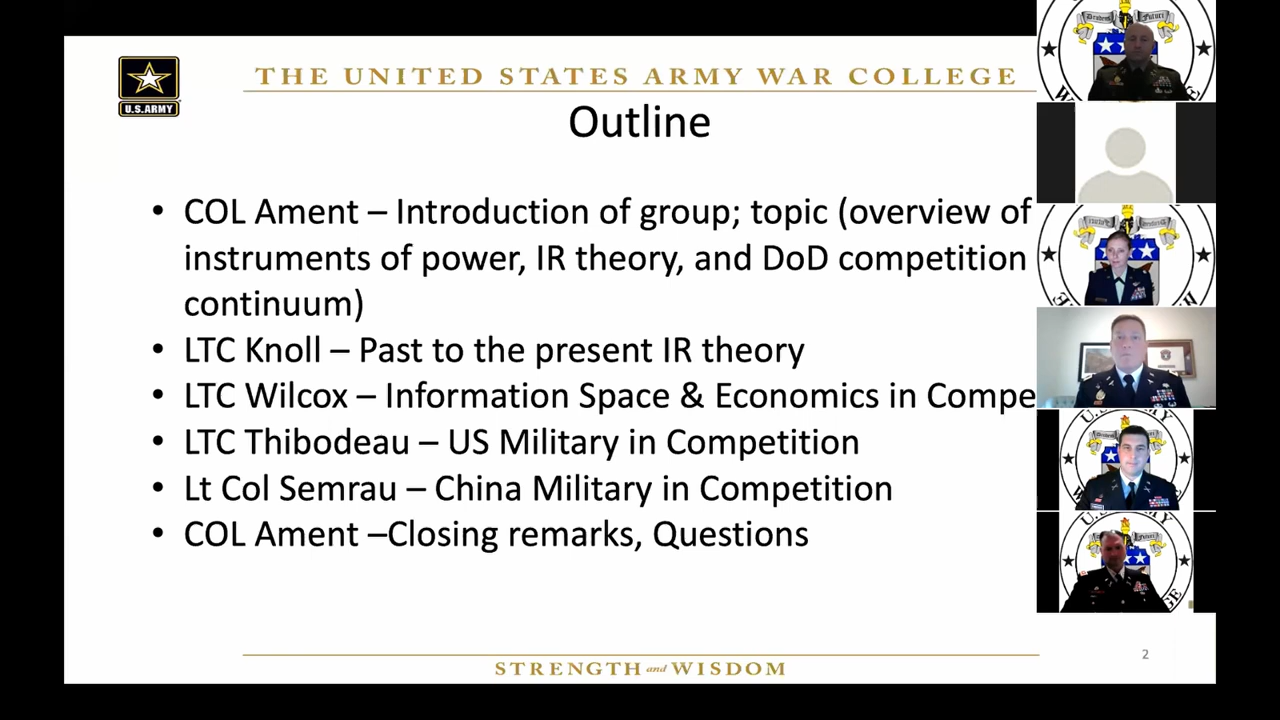 THE UNITED STATES ARMY WAR COLLEGE
U.S.ARMY
Outline
• COL Ament – Introduction of group; topic (overview of
instruments of power, IR theory, and DoD competition
continuum)
• LTC Knoll – Past to the present IR theory
• LTC Wilcox – Information Space & Economics in Compe
• LTC Thibodeau – US Military in Competition
• Lt Col Semrau – China Military in Competition
• COL Ament –Closing remarks, Questions
STRENGTH and WISDOM
2